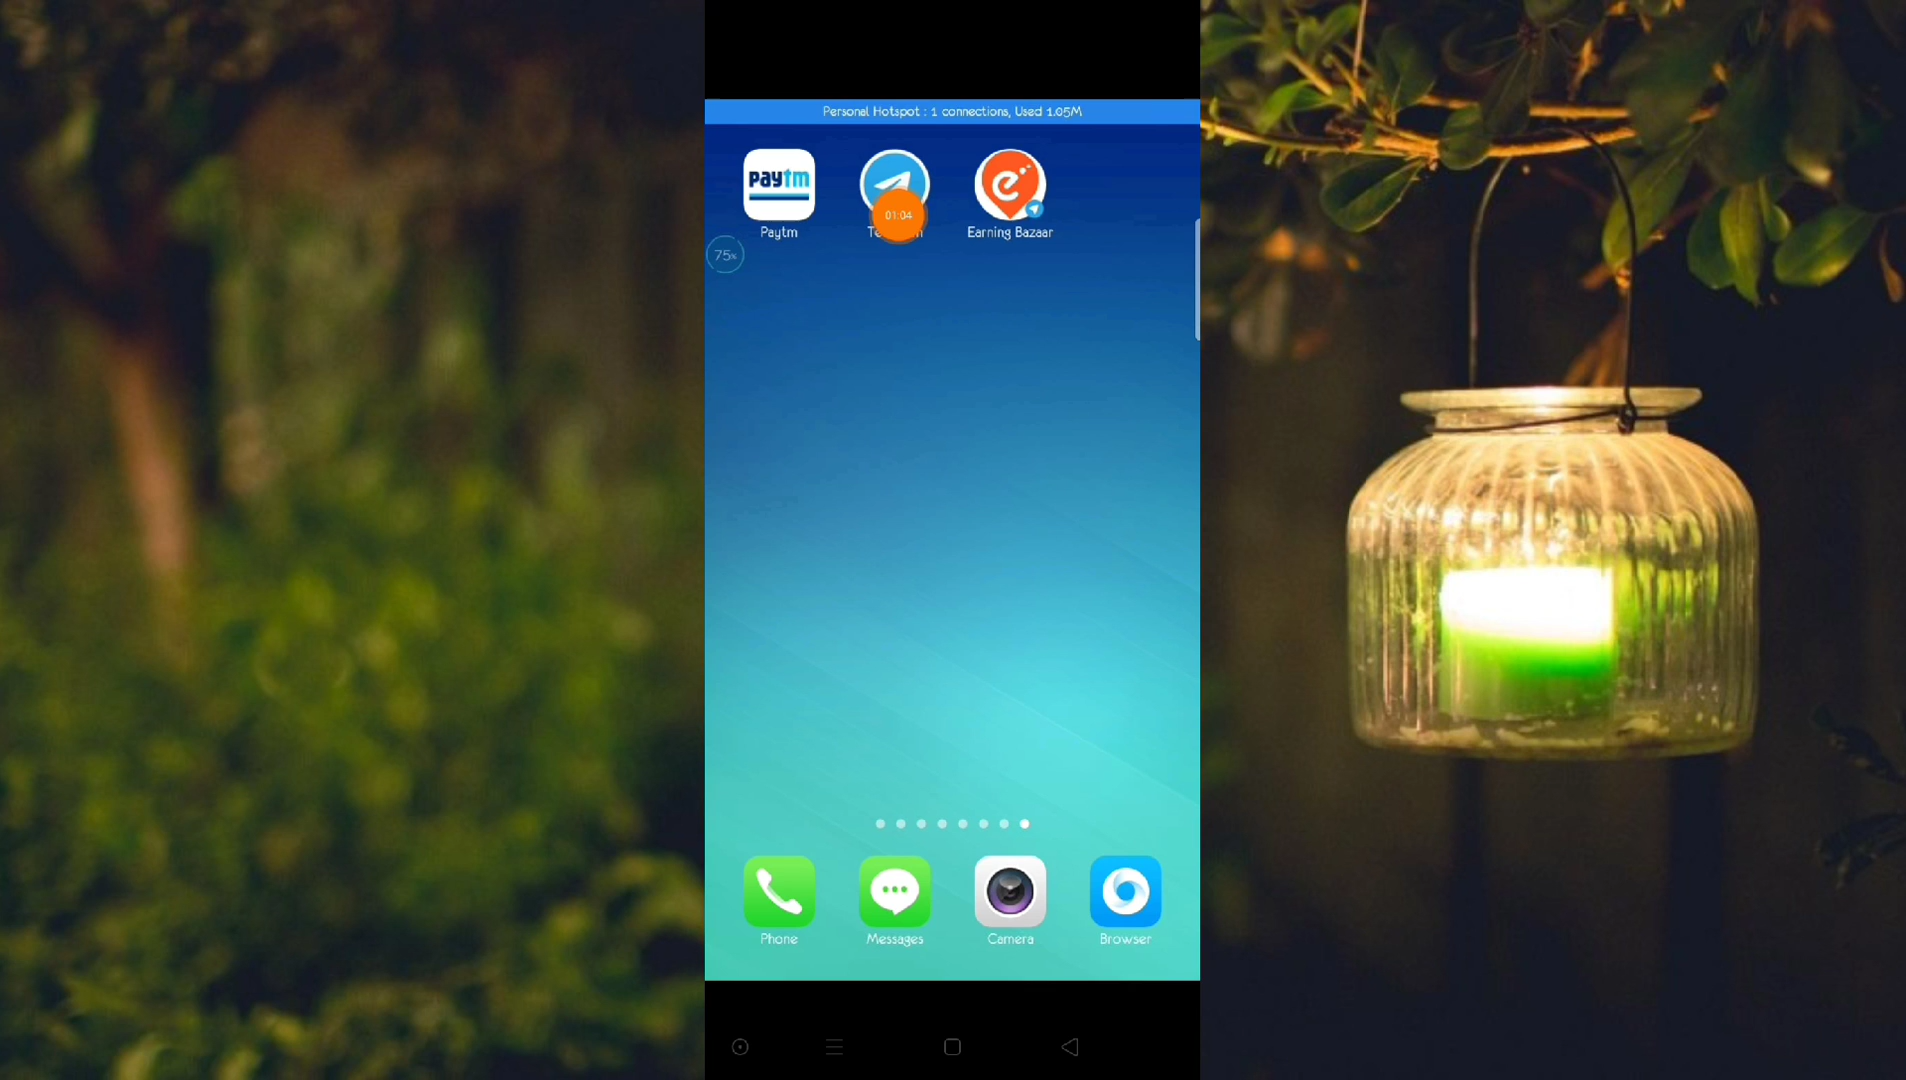 Personal Hotspot : 1 connections, Used 1.05M
paytm
e
01:04
Paytm
Earning Bazaar
75%
Phone
Messages
Camera
Browser